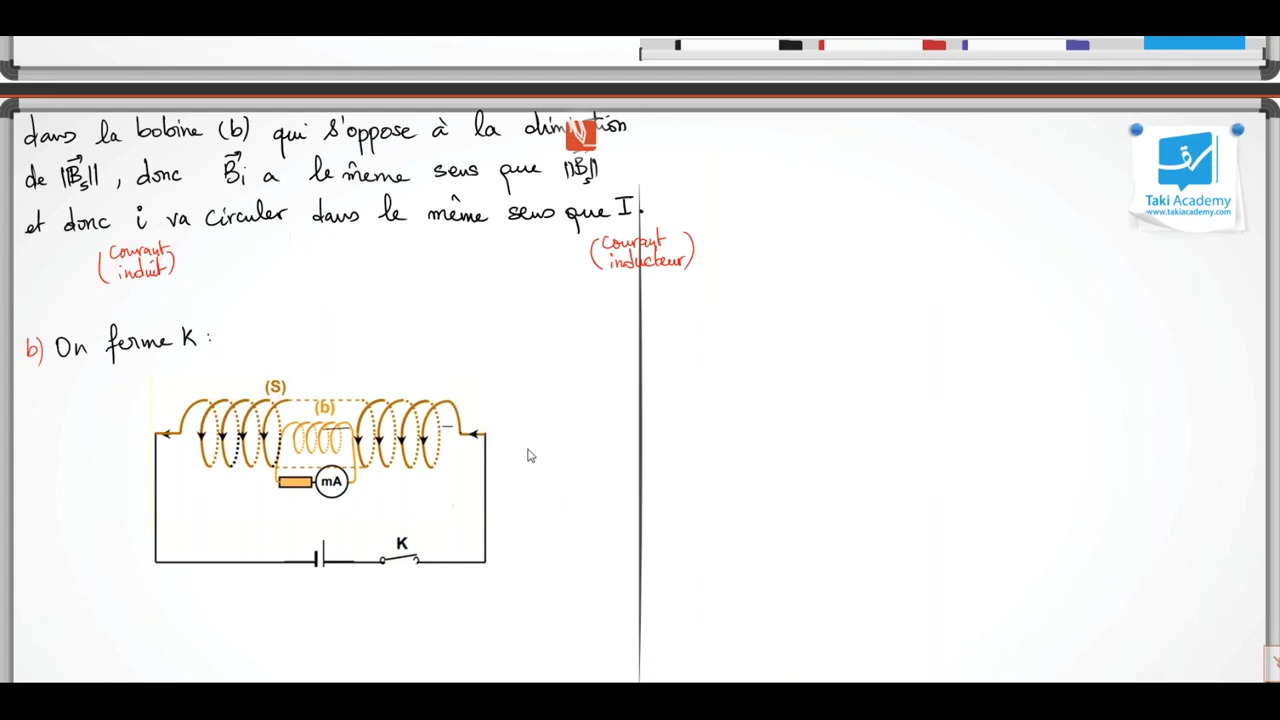 dans la bobine (b) qui s'oppose à la
de ||B⃗s||, donc B⃗i a le même sens que ||B⃗s||
et donc i va circuler dans le même sens que I.
(courant induit)
(courant inducteur)
b) On ferme K :
(S)
(b)
mA
K
Taki Academy
www.takiacademy.com